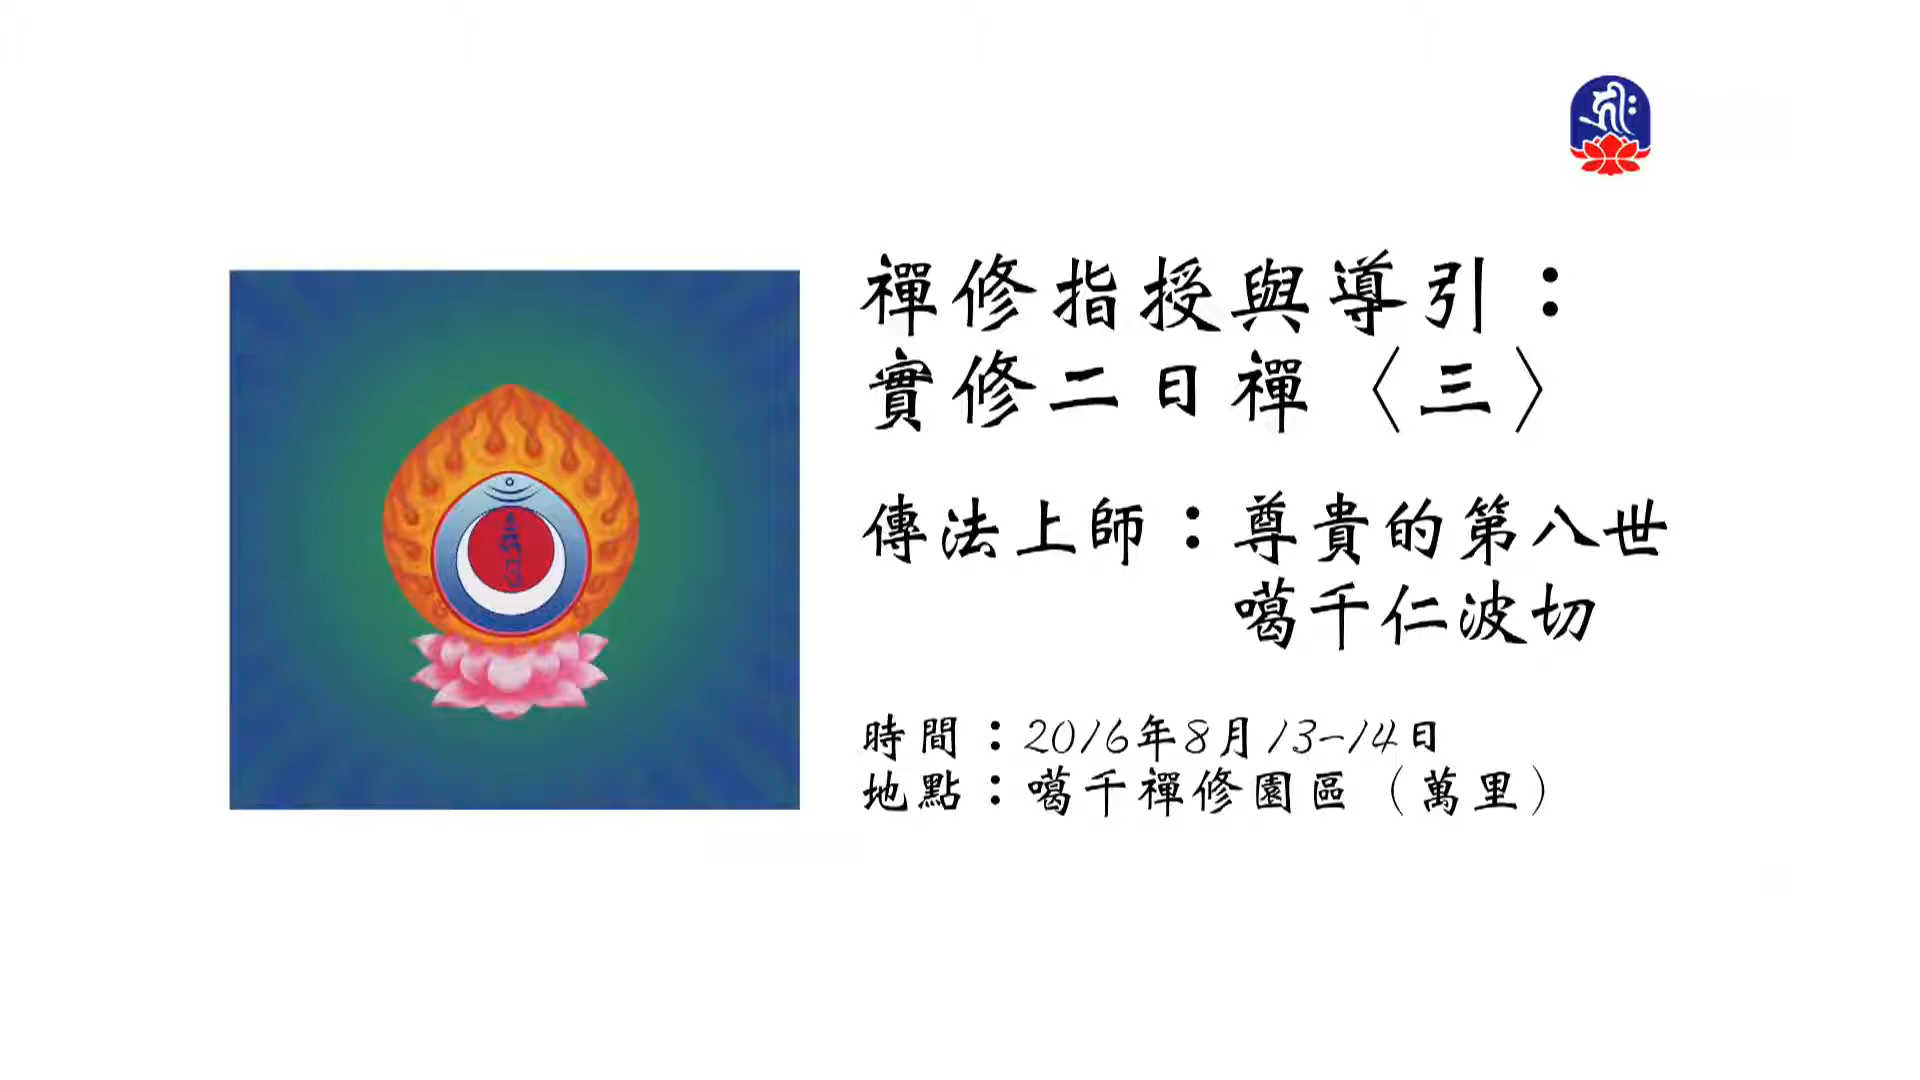 禪修指授與導引：
實修二日禪〈三〉
傳法上師：尊貴的第八世
噶千仁波切
時間：2016年8月13-14日
地點：噶千禪修園區（萬里）